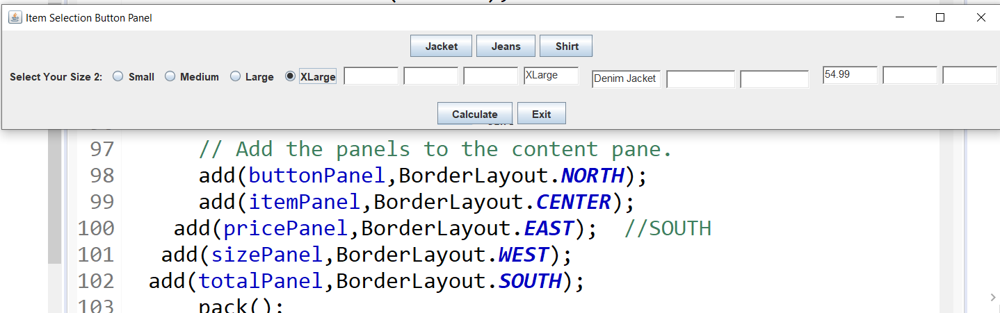 Item Selection Button Panel
Jacket Jeans Shirt
Select Your Size 2: Small Medium Large XLarge XLarge Denim Jacket 54.99
Calculate Exit
97 // Add the panels to the content pane.
98 add(buttonPanel,BorderLayout.NORTH);
99 add(itemPanel,BorderLayout.CENTER);
100 add(pricePanel,BorderLayout.EAST); //SOUTH
101 add(sizePanel,BorderLayout.WEST);
102 add(totalPanel,BorderLayout.SOUTH);
103 pack();